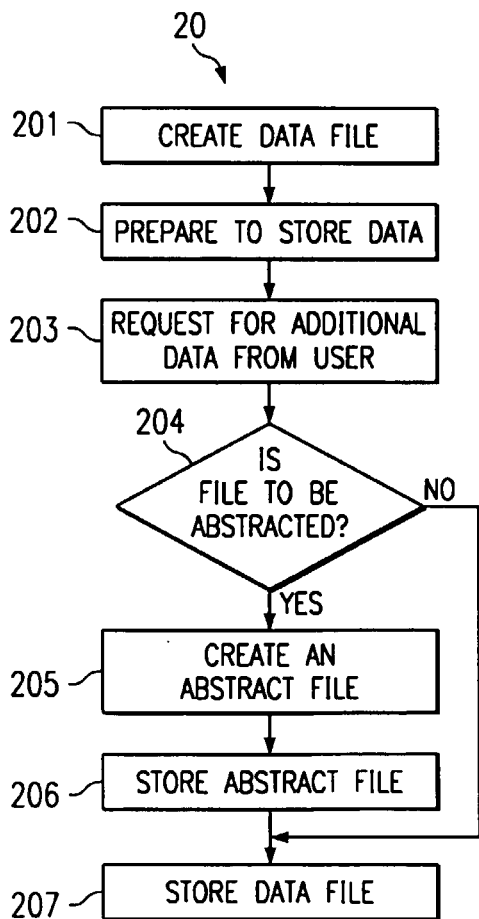 20
201
CREATE DATA FILE
202
PREPARE TO STORE DATA
203
REQUEST FOR ADDITIONAL
DATA FROM USER
204
IS
FILE TO BE
ABSTRACTED?
NO
YES
205
CREATE AN
ABSTRACT FILE
206
STORE ABSTRACT FILE
207
STORE DATA FILE